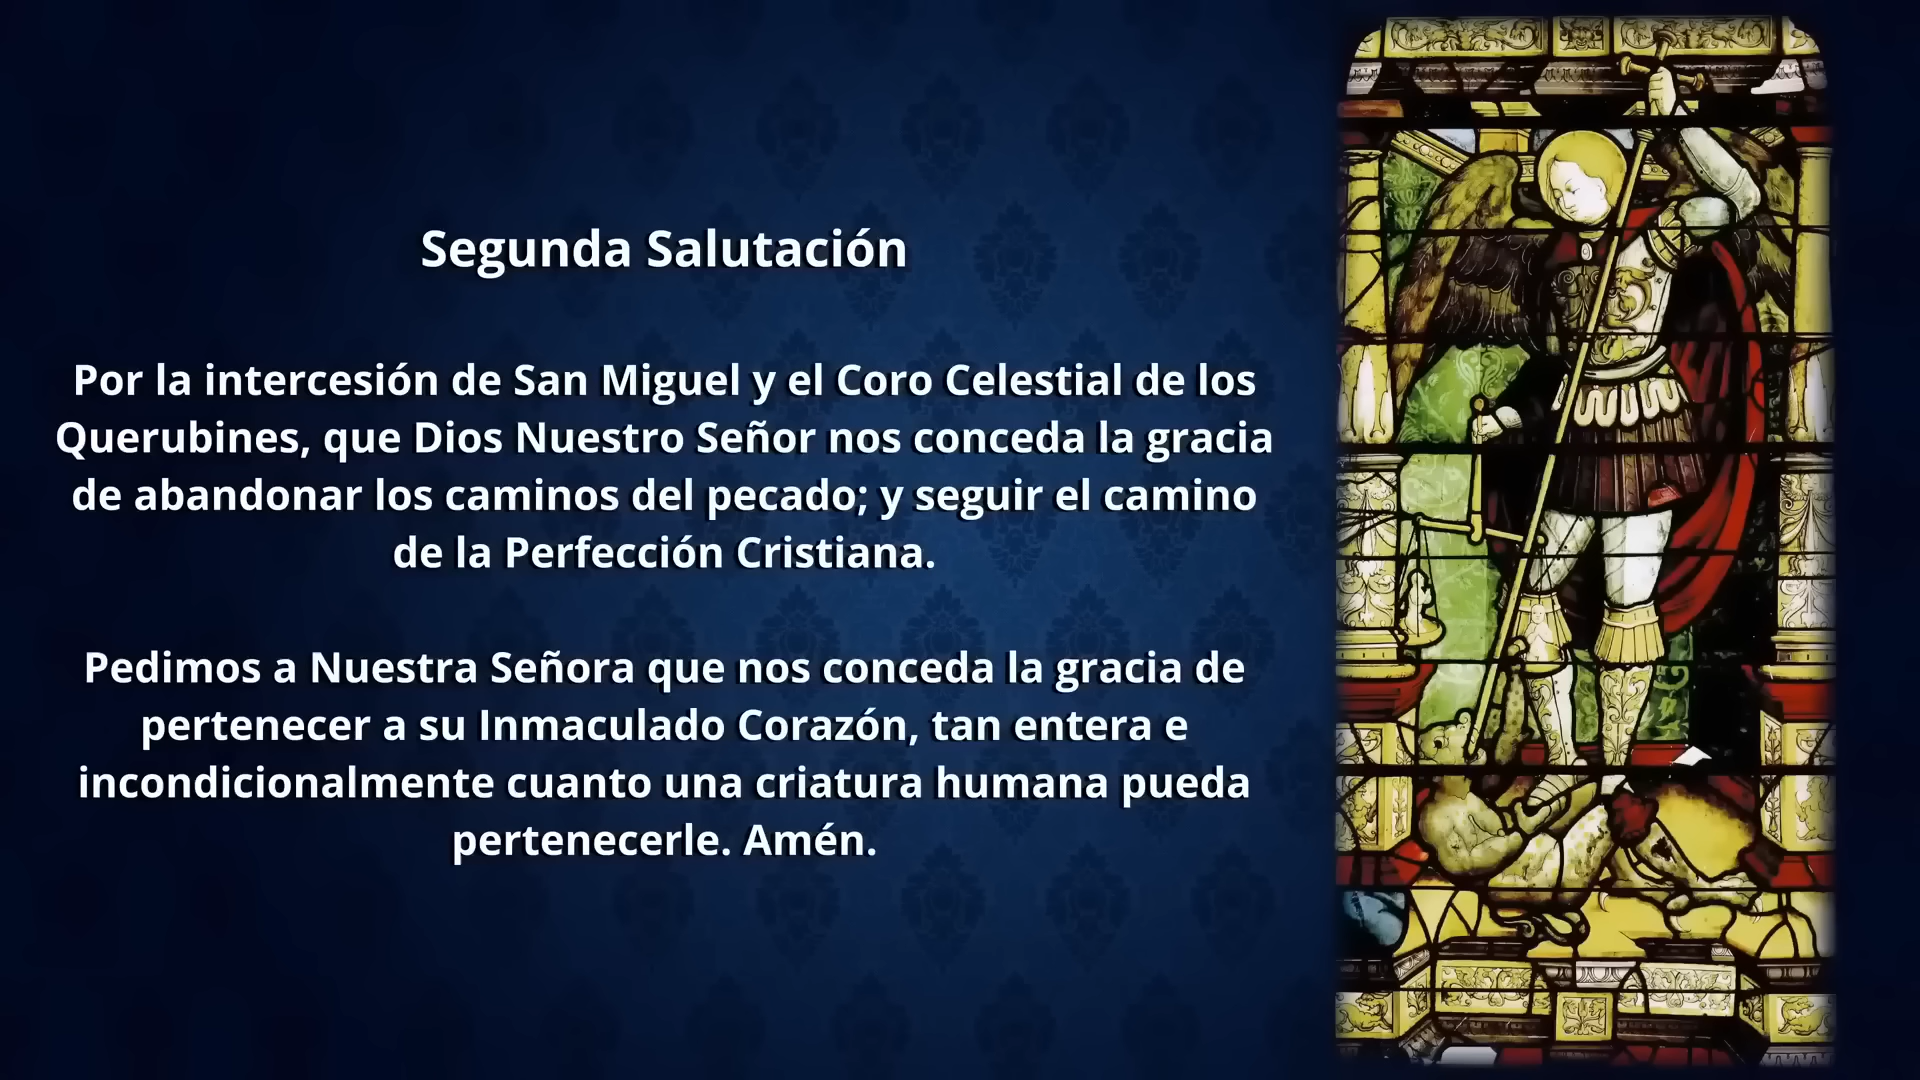 Segunda Salutación
Por la intercesión de San Miguel y el Coro Celestial de los
Querubines, que Dios Nuestro Señor nos conceda la gracia
de abandonar los caminos del pecado; y seguir el camino
de la Perfección Cristiana.
Pedimos a Nuestra Señora que nos conceda la gracia de
pertenecer a su Inmaculado Corazón, tan entera e
incondicionalmente cuanto una criatura humana pueda
pertenecerle. Amén.